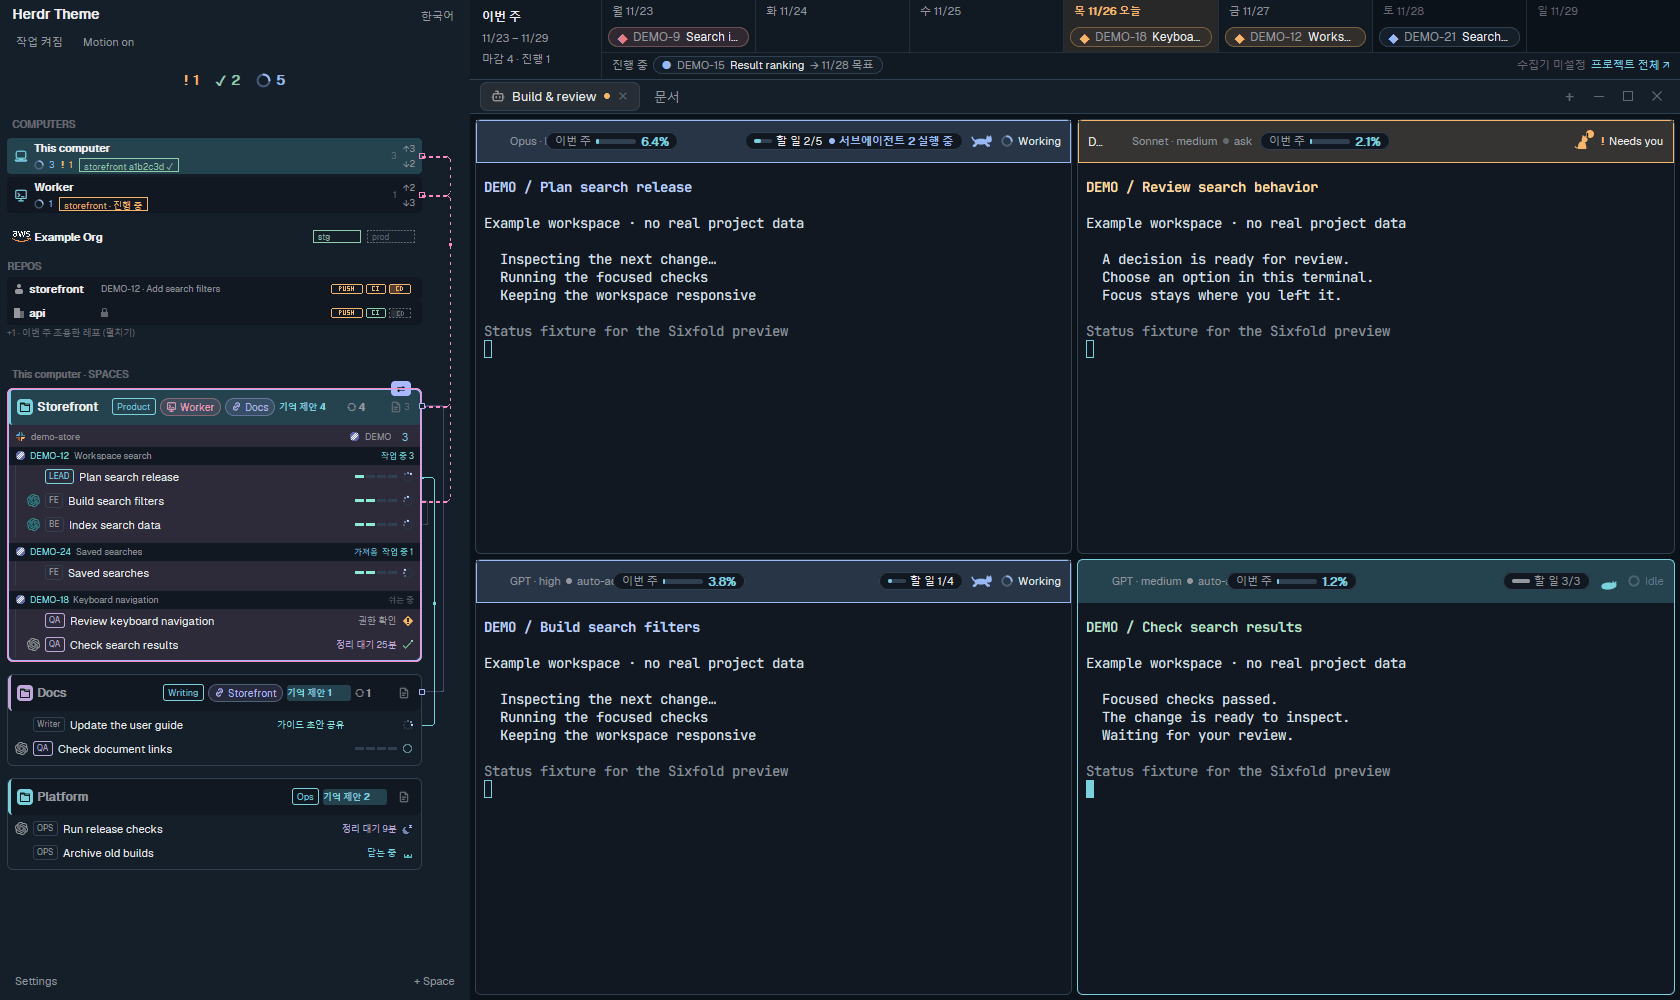 Herdr Theme
한국어
작업 켜짐 Motion on
! 1 ✓ 2 5
COMPUTERS
This computer
3 ! 1 storefront a1b2c3d ✓
3 ↑3 ↓2
Worker
1 storefront · 진행 중
1 ↑2 ↓3
aws Example Org stg prod
REPOS
storefront DEMO-12 · Add search filters PUSH CI CD
api PUSH CI CD
+1 · 이번 주 조용한 레포 (펼치기)
This computer · SPACES
Storefront Product Worker Docs 기억 제안 4 4 3
demo-store DEMO 3
DEMO-12 Workspace search 작업 중 3
LEAD Plan search release
FE Build search filters
BE Index search data
DEMO-24 Saved searches 가져옴 작업 중 1
FE Saved searches
DEMO-18 Keyboard navigation 쉬는 중
QA Review keyboard navigation 권한 확인
QA Check search results 정리 대기 25분
Docs Writing Storefront 기억 제안 1 1
Writer Update the user guide 가이드 초안 공유
QA Check document links
Platform Ops 기억 제안 2
OPS Run release checks 정리 대기 9분
OPS Archive old builds 닫는 중
Settings + Space
이번 주
11/23 – 11/29
마감 4 · 진행 1
월 11/23 화 11/24 수 11/25 목 11/26 오늘 금 11/27 토 11/28 일 11/29
DEMO-9 Search i... DEMO-18 Keyboa... DEMO-12 Works... DEMO-21 Search...
진행 중 DEMO-15 Result ranking → 11/28 목표
수집기 미설정 프로젝트 전체 ↗
Build & review × 문서
Opus · 이번 주 6.4% 할 일 2/5 서브에이전트 2 실행 중 Working
DEMO / Plan search release
Example workspace · no real project data
Inspecting the next change…
Running the focused checks
Keeping the workspace responsive
Status fixture for the Sixfold preview
D... Sonnet · medium ask 이번 주 2.1% ! Needs you
DEMO / Review search behavior
Example workspace · no real project data
A decision is ready for review.
Choose an option in this terminal.
Focus stays where you left it.
Status fixture for the Sixfold preview
GPT · high auto-ac 이번 주 3.8% 할 일 1/4 Working
DEMO / Build search filters
Example workspace · no real project data
Inspecting the next change…
Running the focused checks
Keeping the workspace responsive
Status fixture for the Sixfold preview
GPT · medium auto- 이번 주 1.2% 할 일 3/3 Idle
DEMO / Check search results
Example workspace · no real project data
Focused checks passed.
The change is ready to inspect.
Waiting for your review.
Status fixture for the Sixfold preview